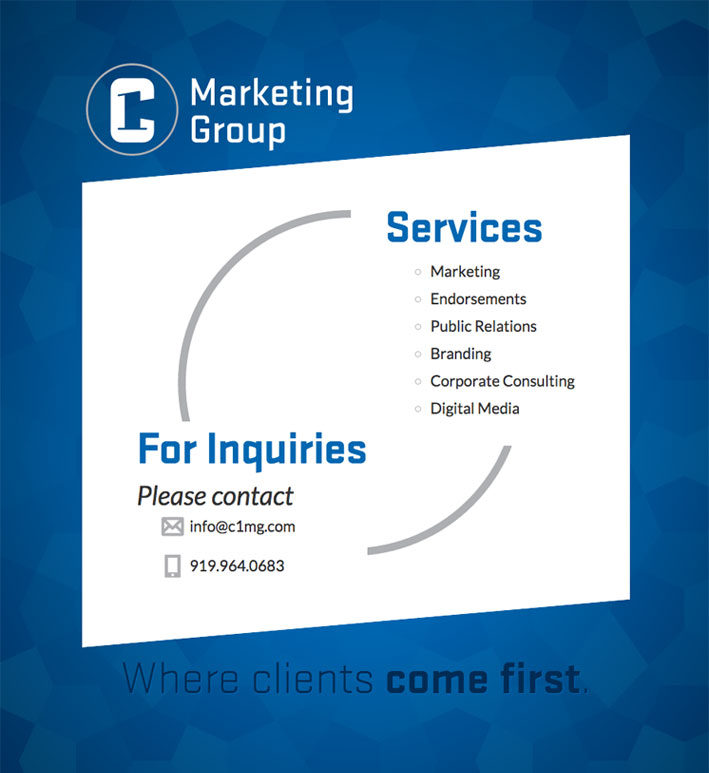 C1
Marketing
Group
Services
Marketing
Endorsements
Public Relations
Branding
Corporate Consulting
Digital Media
For Inquiries
Please contact
info@c1mg.com
919.964.0683
Where clients come first.